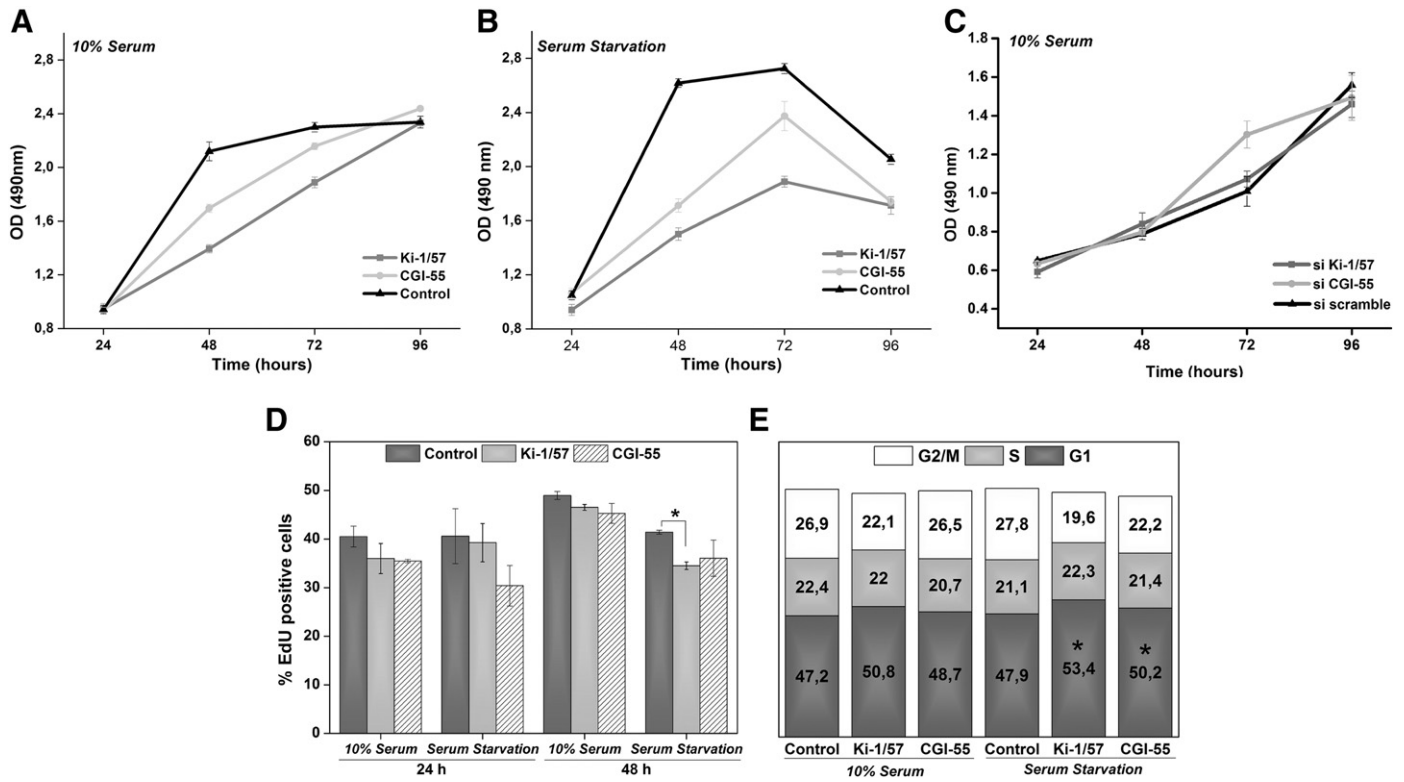 A
10% Serum
OD (490nm)
2,8
2,4
2,0
1,6
1,2
0,8
Ki-1/57
CGI-55
Control
24 48 72 96
Time (hours)
B
Serum Starvation
OD (490 nm)
2,8
2,4
2,0
1,6
1,2
0,8
Ki-1/57
CGI-55
Control
24 48 72 96
Time (hours)
C
10% Serum
OD (490 nm)
1.8
1.6
1.4
1.2
1.0
0.8
0.6
0.4
si Ki-1/57
si CGI-55
si scramble
24 48 72 96
Time (hours)
D
% EdU positive cells
60
50
40
30
20
10
0
Control Ki-1/57 CGI-55
*
10% Serum Serum Starvation 10% Serum Serum Starvation
24 h 48 h
E
G2/M S G1
26,9 22,1 26,5 27,8 19,6 22,2
22,4 22 20,7 21,1 22,3 21,4
* *
47,2 50,8 48,7 47,9 53,4 50,2
Control Ki-1/57 CGI-55 Control Ki-1/57 CGI-55
10% Serum Serum Starvation